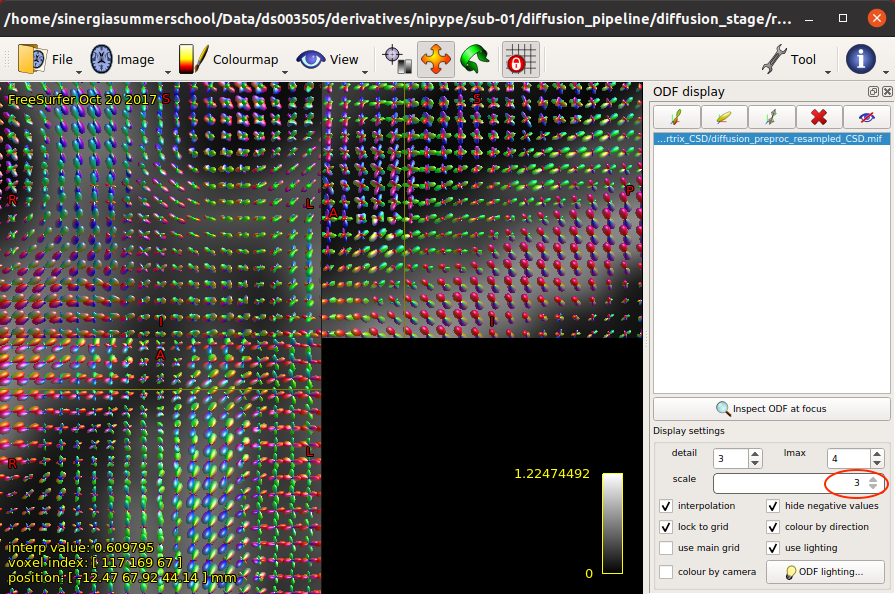 /home/sinergiasummerschool/Data/ds003505/derivatives/nipype/sub-01/diffusion_pipeline/diffusion_stage/r...
File Image Colourmap View Tool
FreeSurfer Oct 20 2017
S
S
R
L
A
P
I
I
A
R
L
1.22474492
0
interp value: 0.609795
voxel index: [ 117 169 67 ]
position: [ -12.47 67.92 44.14 ] mm
ODF display
...rtrix_CSD/diffusion_preproc_resampled_CSD.mif
Inspect ODF at focus
Display settings
detail 3 lmax 4
scale 3
interpolation hide negative values
lock to grid colour by direction
use main grid use lighting
colour by camera ODF lighting...